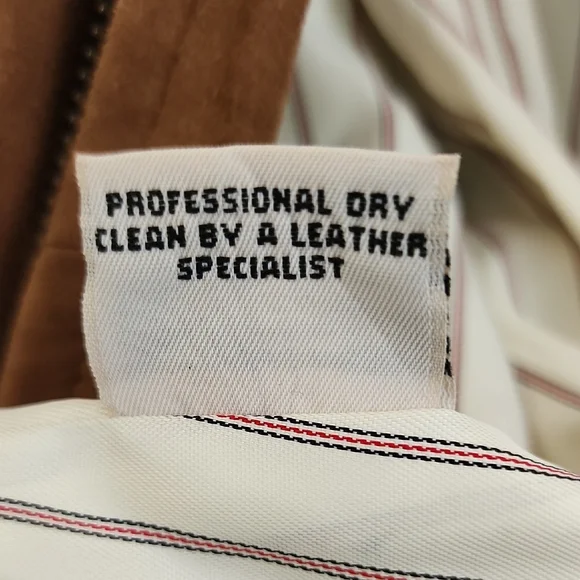 PROFESSIONAL DRY
CLEAN BY A LEATHER
SPECIALIST